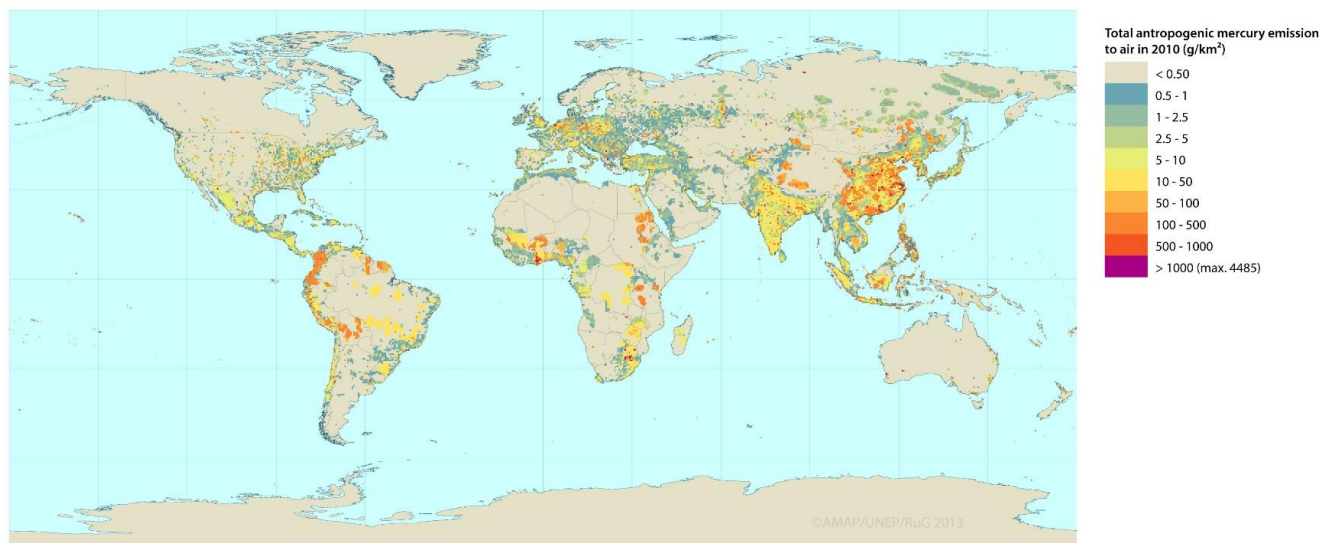 Total antropogenic mercury emission
to air in 2010 (g/km²)
< 0.50
0.5 - 1
1 - 2.5
2.5 - 5
5 - 10
10 - 50
50 - 100
100 - 500
500 - 1000
> 1000 (max. 4485)
©AMAP/UNEP/RuG 2013